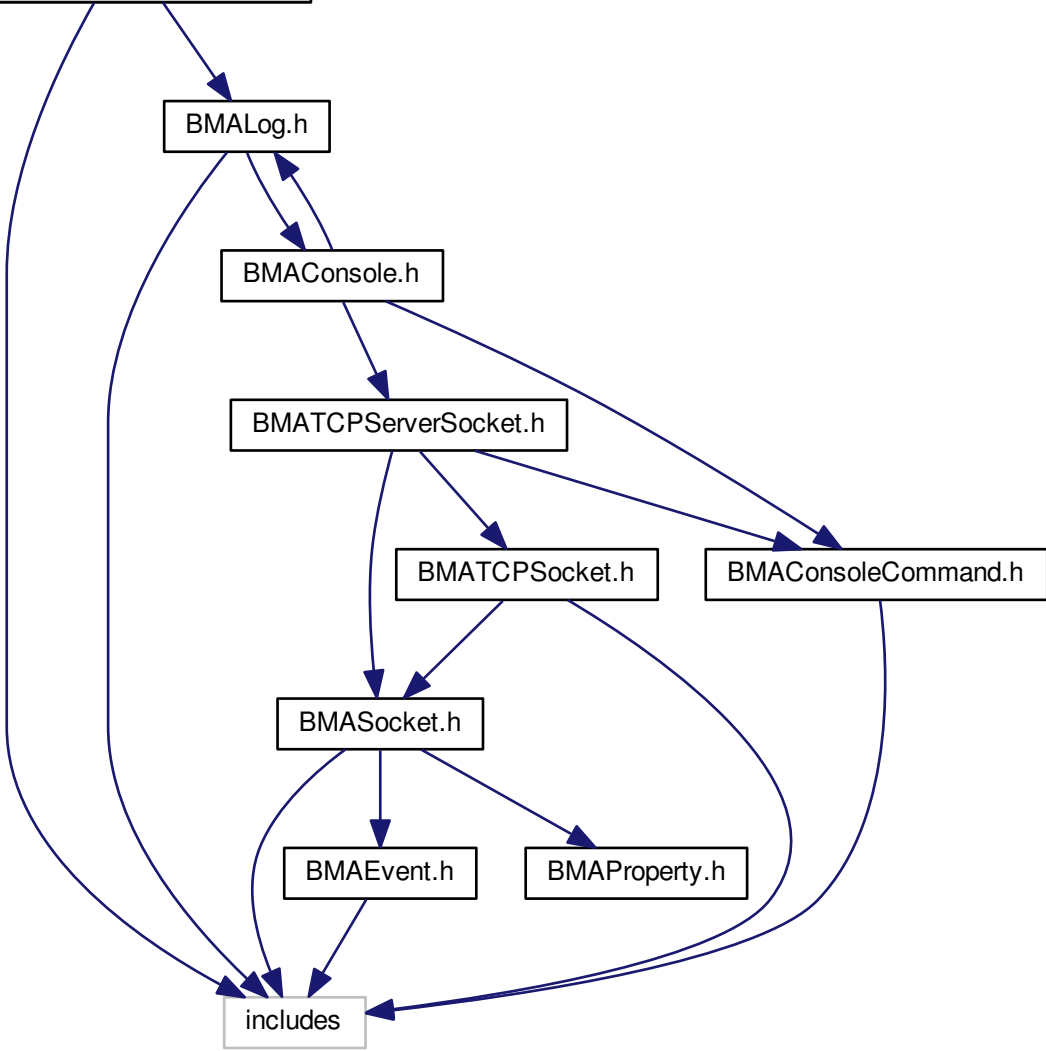 BMALog.h
BMAConsole.h
BMATCPServerSocket.h
BMATCPSocket.h
BMAConsoleCommand.h
BMASocket.h
BMAEvent.h
BMAProperty.h
includes